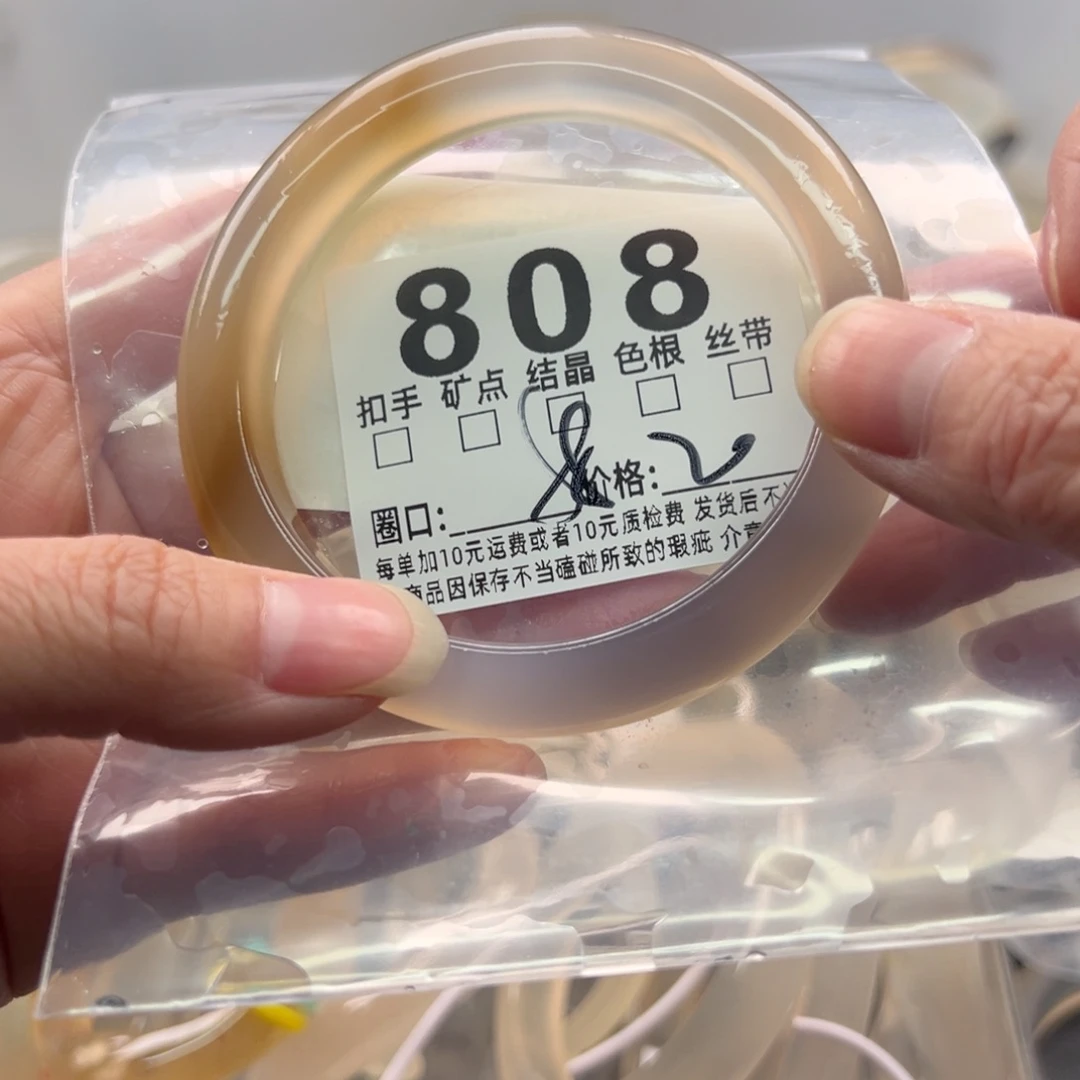 808
扣手 矿点 结晶 色根 丝带
圈口: 价格:
每单加10元运费或者10元质检费 发货后不
商品因保存不当磕碰所致的瑕疵 介意